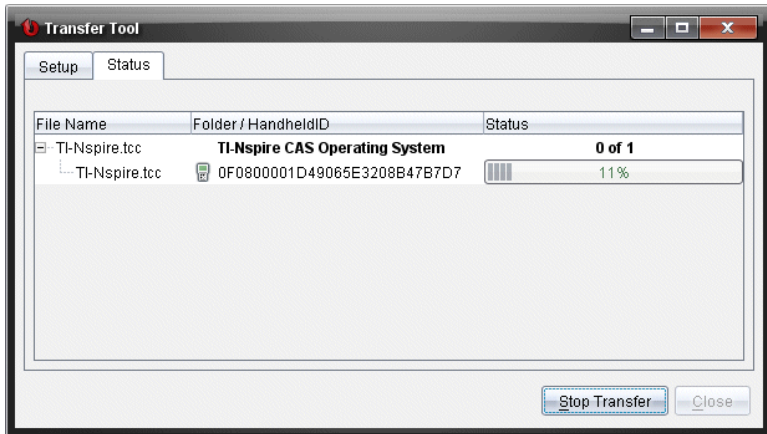 Transfer Tool
Setup Status
File Name Folder / HandheldID Status
TI-Nspire.tcc TI-Nspire CAS Operating System 0 of 1
TI-Nspire.tcc 0F0800001D49065E3208B47B7D7 11%
Stop Transfer Close